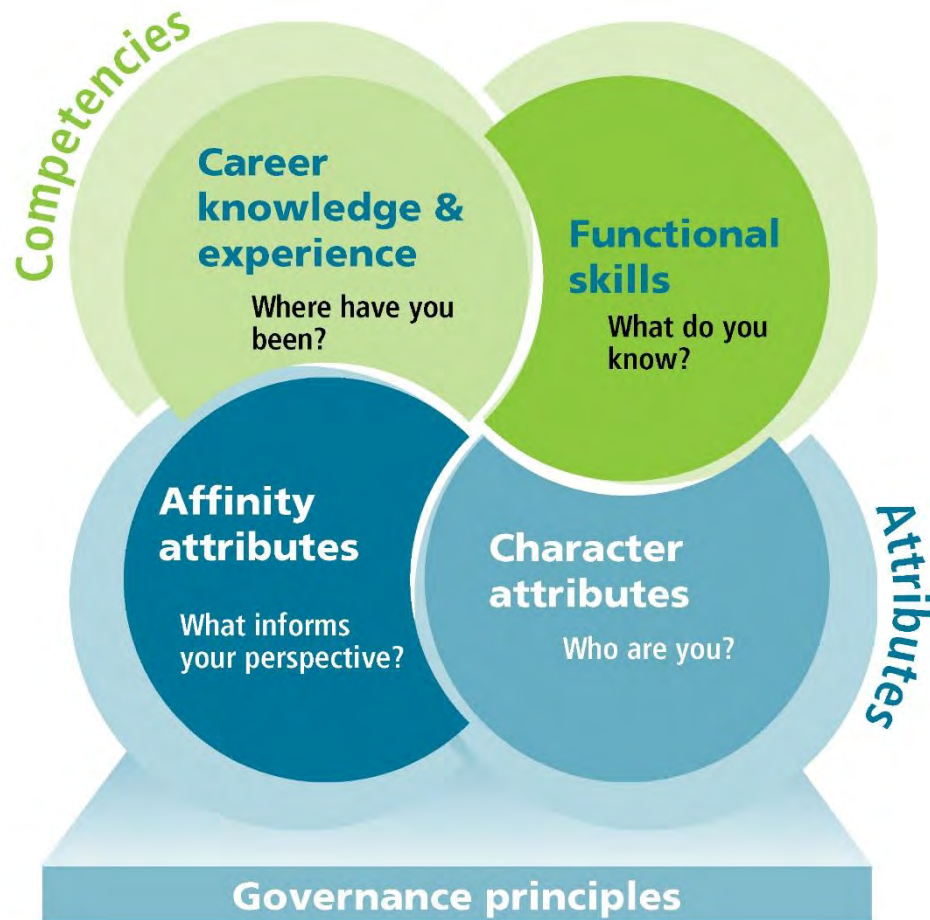 Competencies
Career
knowledge &
experience
Where have you
been?
Functional
skills
What do you
know?
Affinity
attributes
What informs
your perspective?
Character
attributes
Who are you?
Attributes
Governance principles